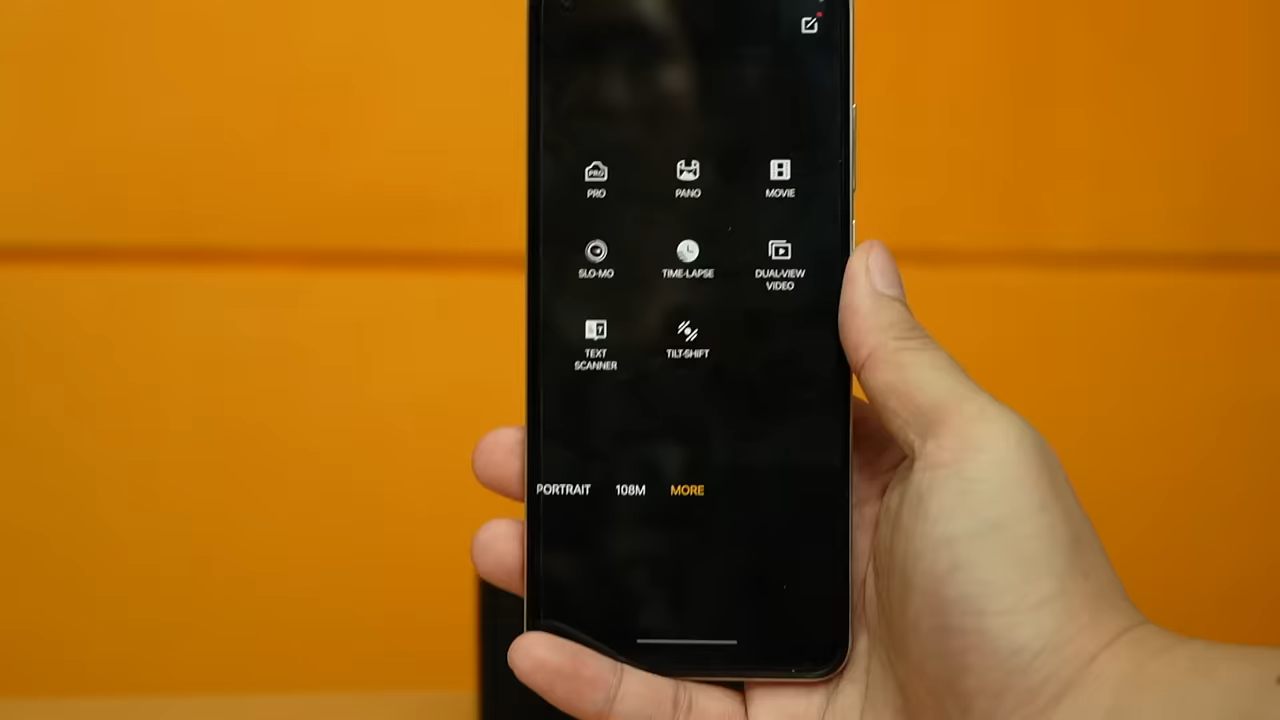 PRO
PANO
MOVIE
SLO-MO
TIME-LAPSE
DUAL-VIEW
VIDEO
TEXT
SCANNER
TILT-SHIFT
PORTRAIT
108M
MORE